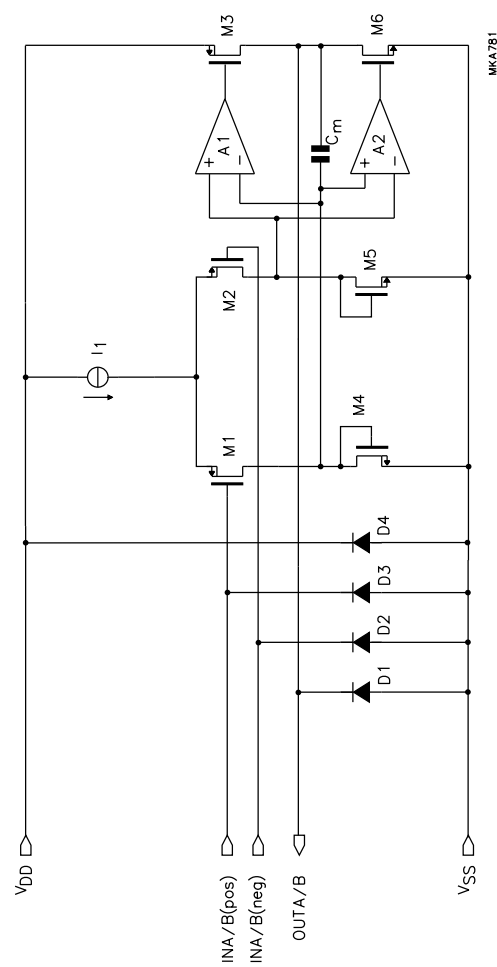 VDD
INA/B(pos)
INA/B(neg)
OUTA/B
VSS
D1
D2
D3
D4
I1
M1
M2
M4
M5
M3
A1
+
−
Cm
A2
+
−
M6
MKA781